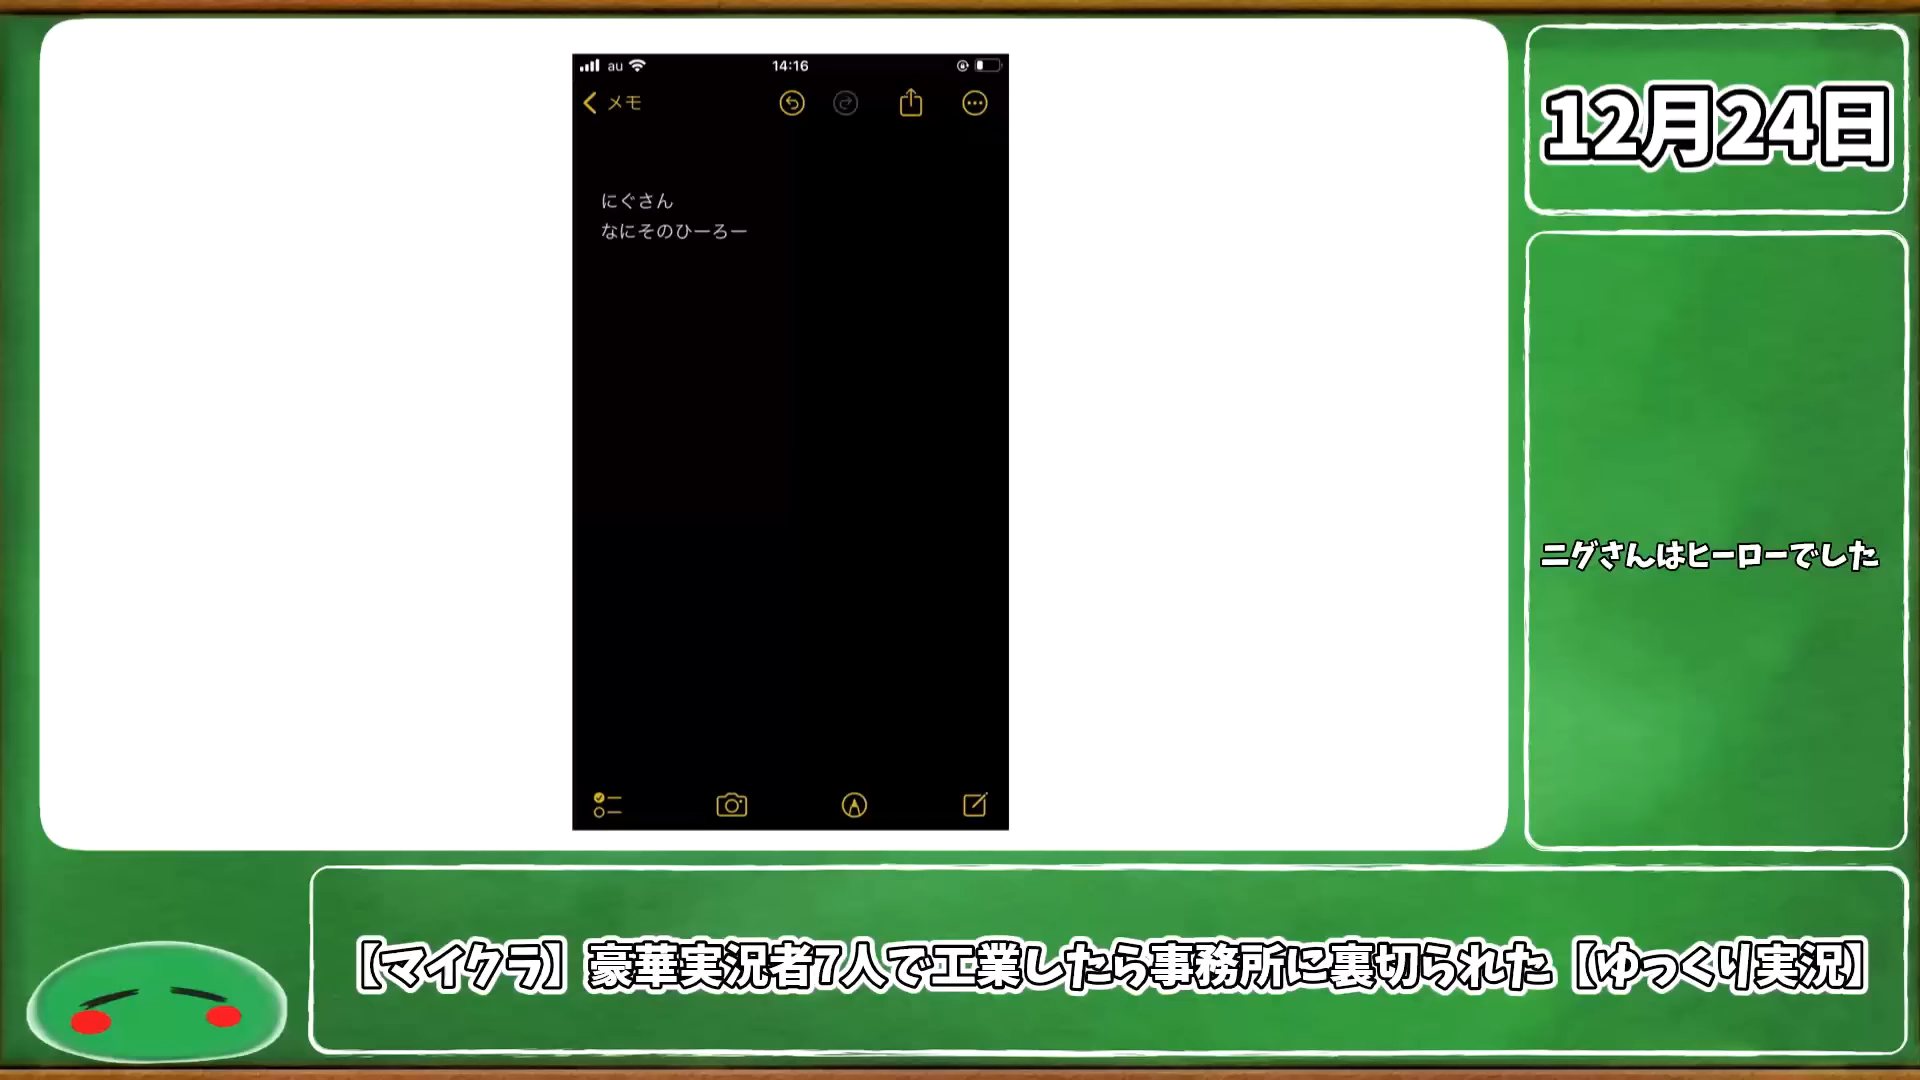 au 14:16
メモ
にぐさん
なにそのひーろー
12月24日
ニグさんはヒーローでした
【マイクラ】豪華実況者7人で工業したら事務所に裏切られた【ゆっくり実況】